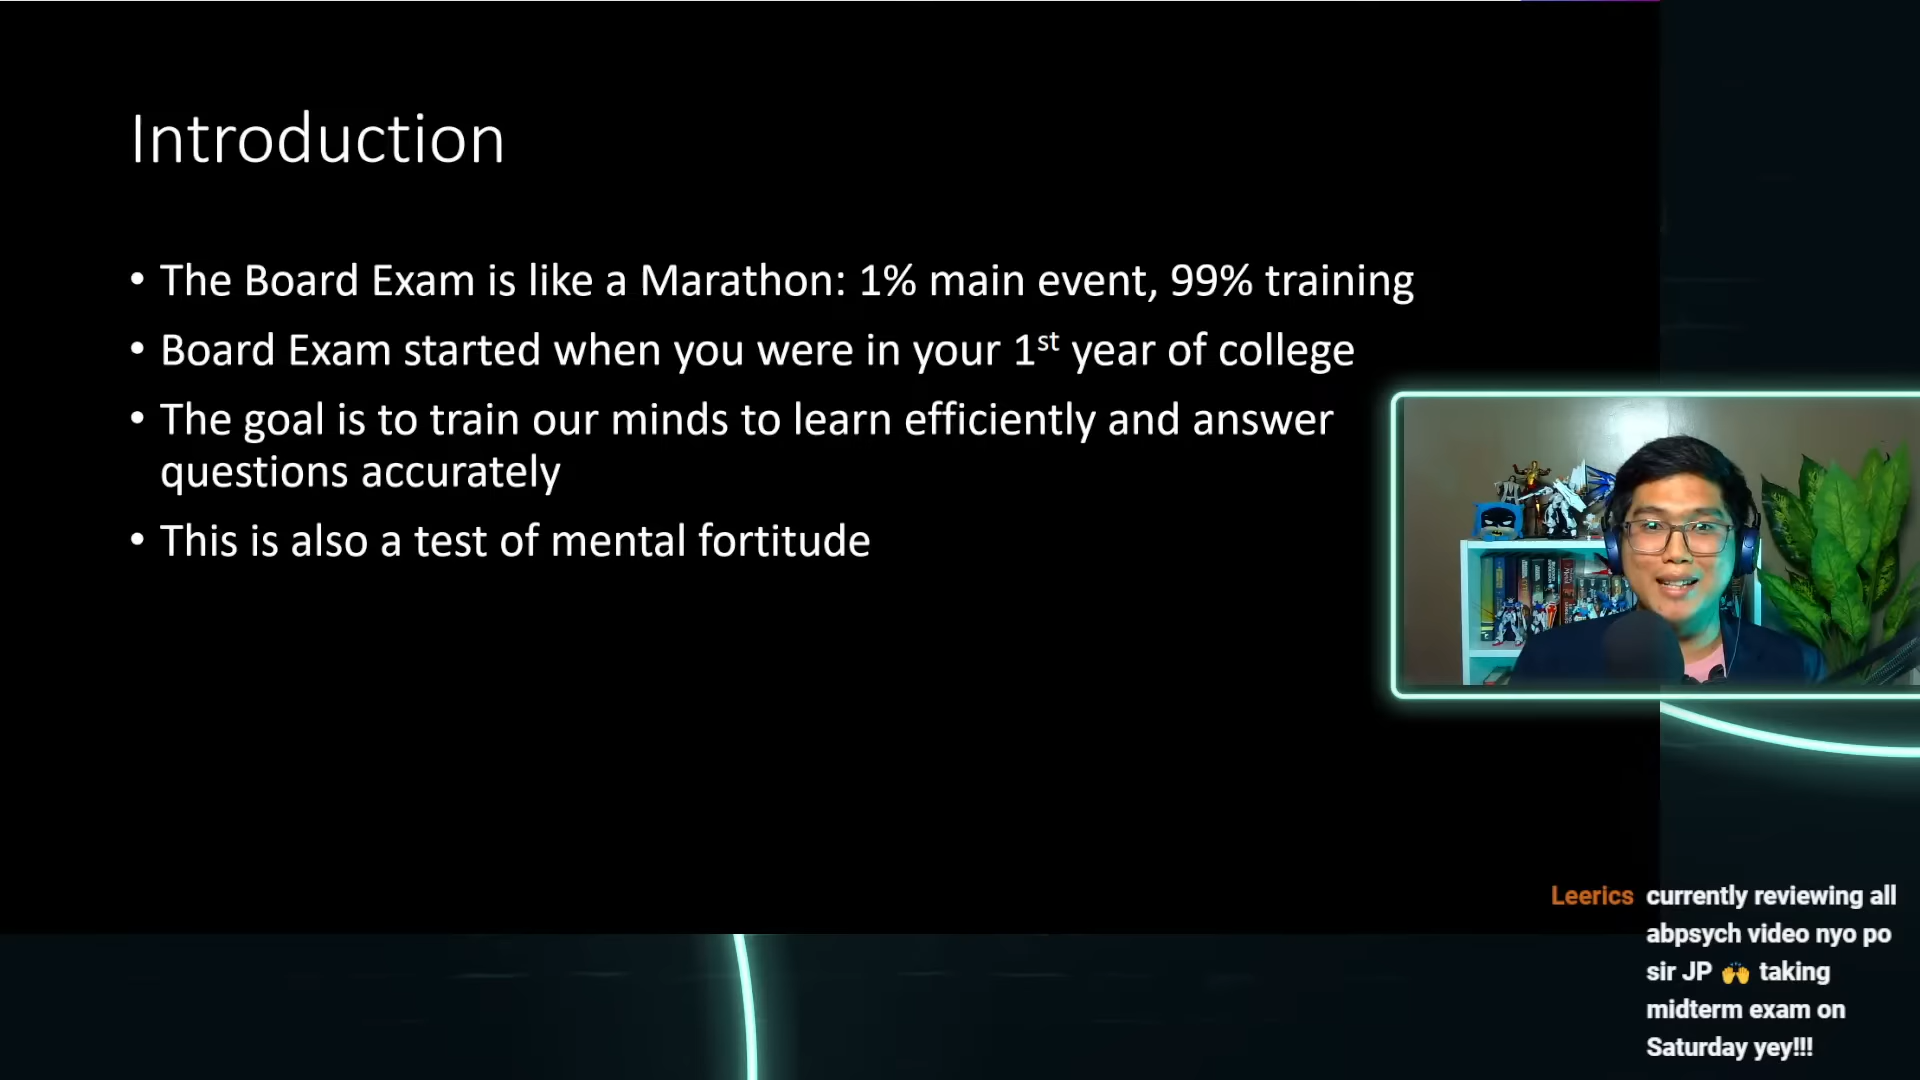 Introduction
• The Board Exam is like a Marathon: 1% main event, 99% training
• Board Exam started when you were in your 1st year of college
• The goal is to train our minds to learn efficiently and answer
questions accurately
• This is also a test of mental fortitude
Leerics currently reviewing all
abpsych video nyo po
sir JP 🙌 taking
midterm exam on
Saturday yey!!!